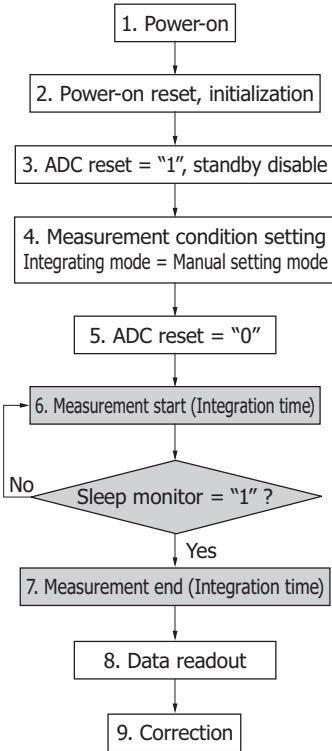 1. Power-on
2. Power-on reset, initialization
3. ADC reset = “1”, standby disable
4. Measurement condition setting
Integrating mode = Manual setting mode
5. ADC reset = “0”
6. Measurement start (Integration time)
No
Sleep monitor = “1” ?
Yes
7. Measurement end (Integration time)
8. Data readout
9. Correction